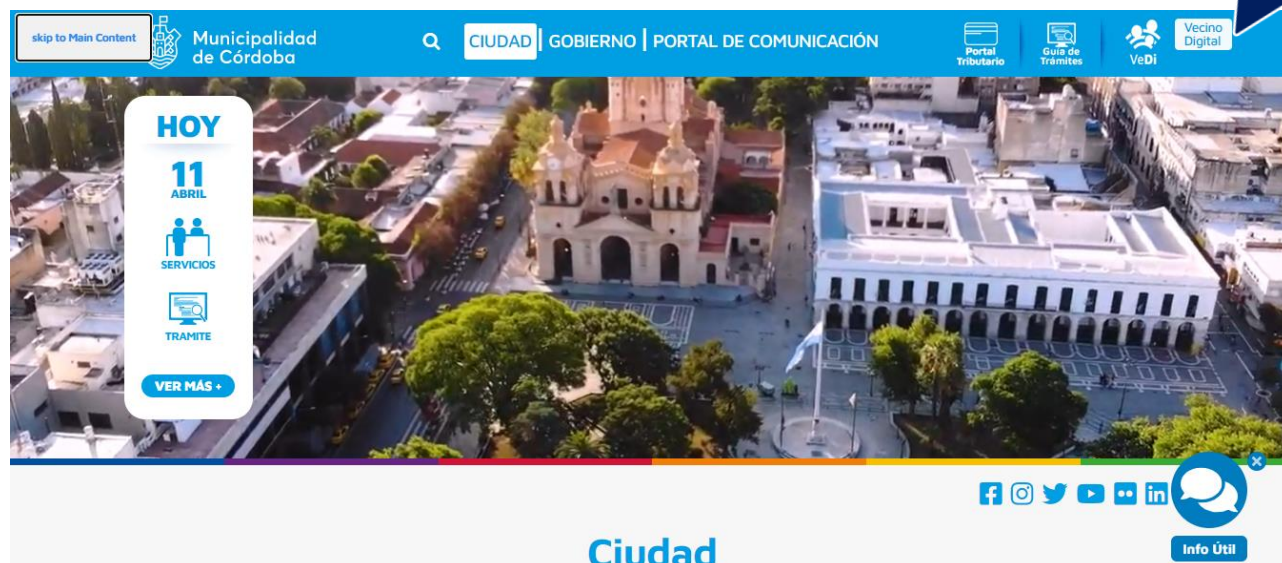 skip to Main Content
Municipalidad
de Córdoba
CIUDAD
GOBIERNO
PORTAL DE COMUNICACIÓN
Portal
Tributario
Guía de
Trámites
VeDi
Vecino
Digital
HOY
11
ABRIL
SERVICIOS
TRAMITE
VER MÁS +
Ciudad
Info Útil